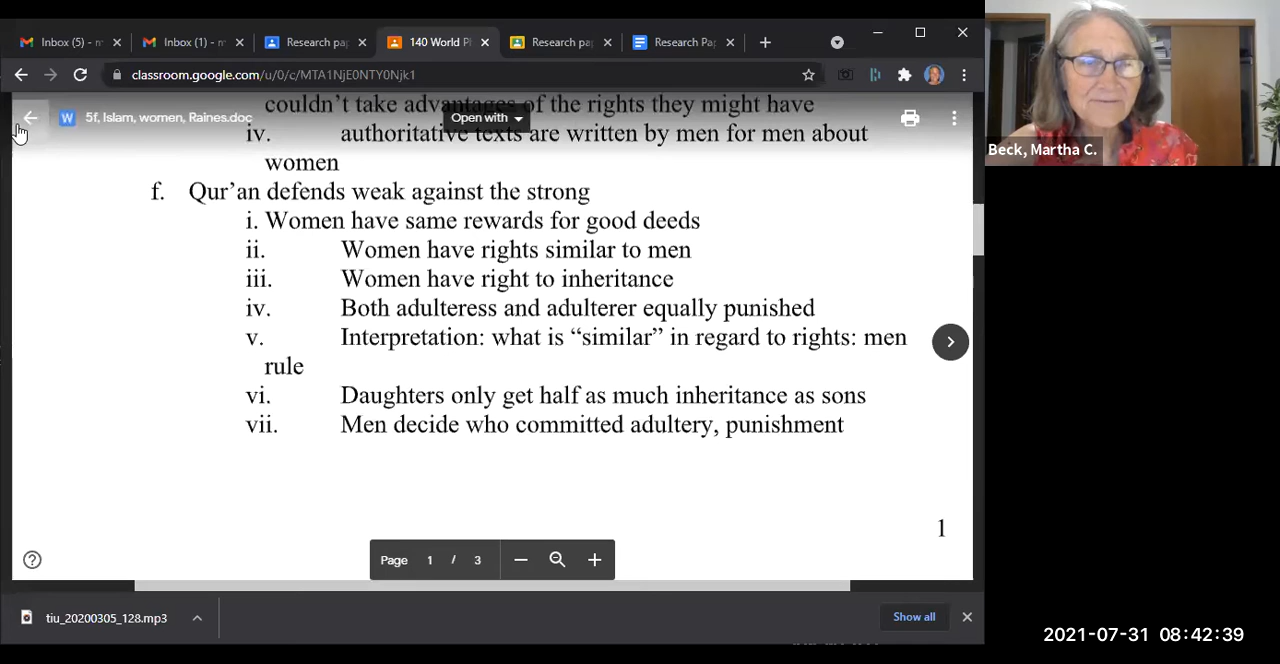 Inbox (5) - m
Inbox (1) - m
Research pap
140 World Ph
Research pap
Research Pap
classroom.google.com/u/0/c/MTA1NjE0NTY0Njk1
couldn't take advantages of the rights they might have
5f, Islam, women, Raines.doc
Open with
iv. authoritative texts are written by men for men about
women
f. Qur'an defends weak against the strong
i. Women have same rewards for good deeds
ii. Women have rights similar to men
iii. Women have right to inheritance
iv. Both adulteress and adulterer equally punished
v. Interpretation: what is “similar” in regard to rights: men
rule
vi. Daughters only get half as much inheritance as sons
vii. Men decide who committed adultery, punishment
1
Page 1 / 3
tiu_20200305_128.mp3
Show all
Beck, Martha C.
2021-07-31 08:42:39